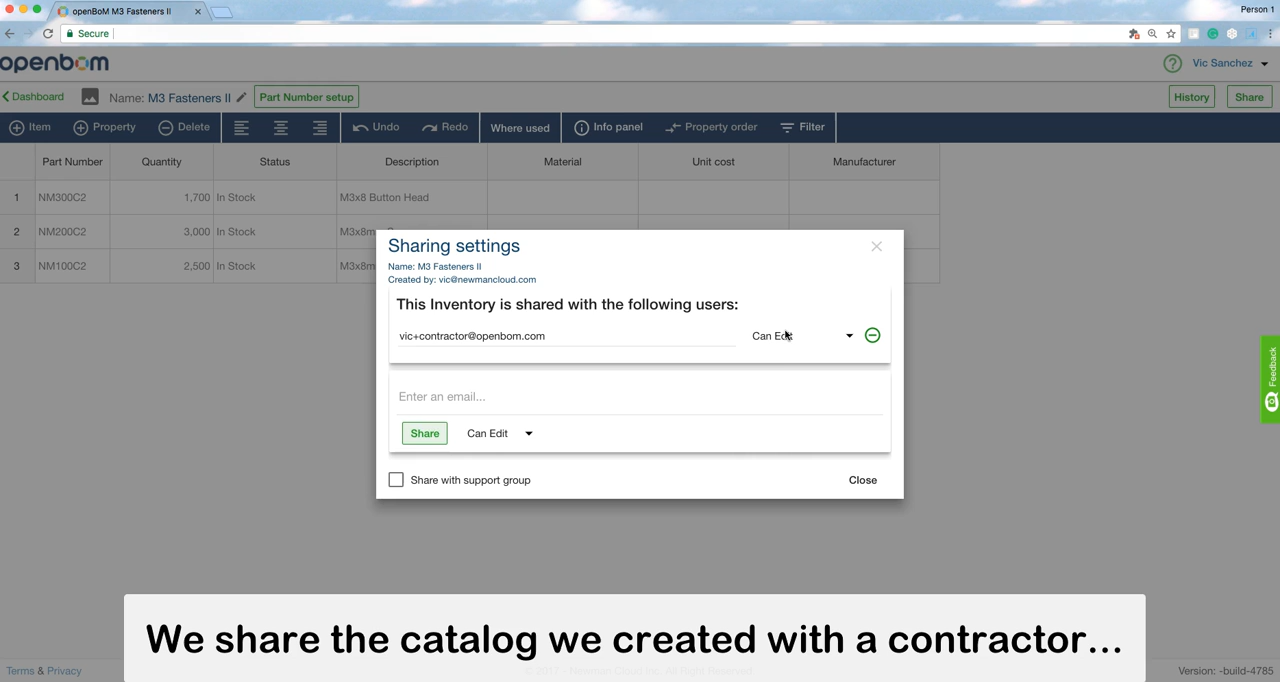 openBoM M3 Fasteners II
Person 1
Secure
openbom
Vic Sanchez
Dashboard
Name: M3 Fasteners II
Part Number setup
History
Share
Item
Property
Delete
Undo
Redo
Where used
Info panel
Property order
Filter
Part Number Quantity Status Description Material Unit cost Manufacturer
1 NM300C2 1,700 In Stock M3x8 Button Head
2 NM200C2 3,000 In Stock
3 NM100C2 2,500 In Stock
Sharing settings
Name: M3 Fasteners II
Created by: vic@newmancloud.com
This Inventory is shared with the following users:
vic+contractor@openbom.com
Can Edit
Enter an email...
Share
Can Edit
Share with support group
Close
Feedback
We share the catalog we created with a contractor...
Terms & Privacy
Version: -build-4785